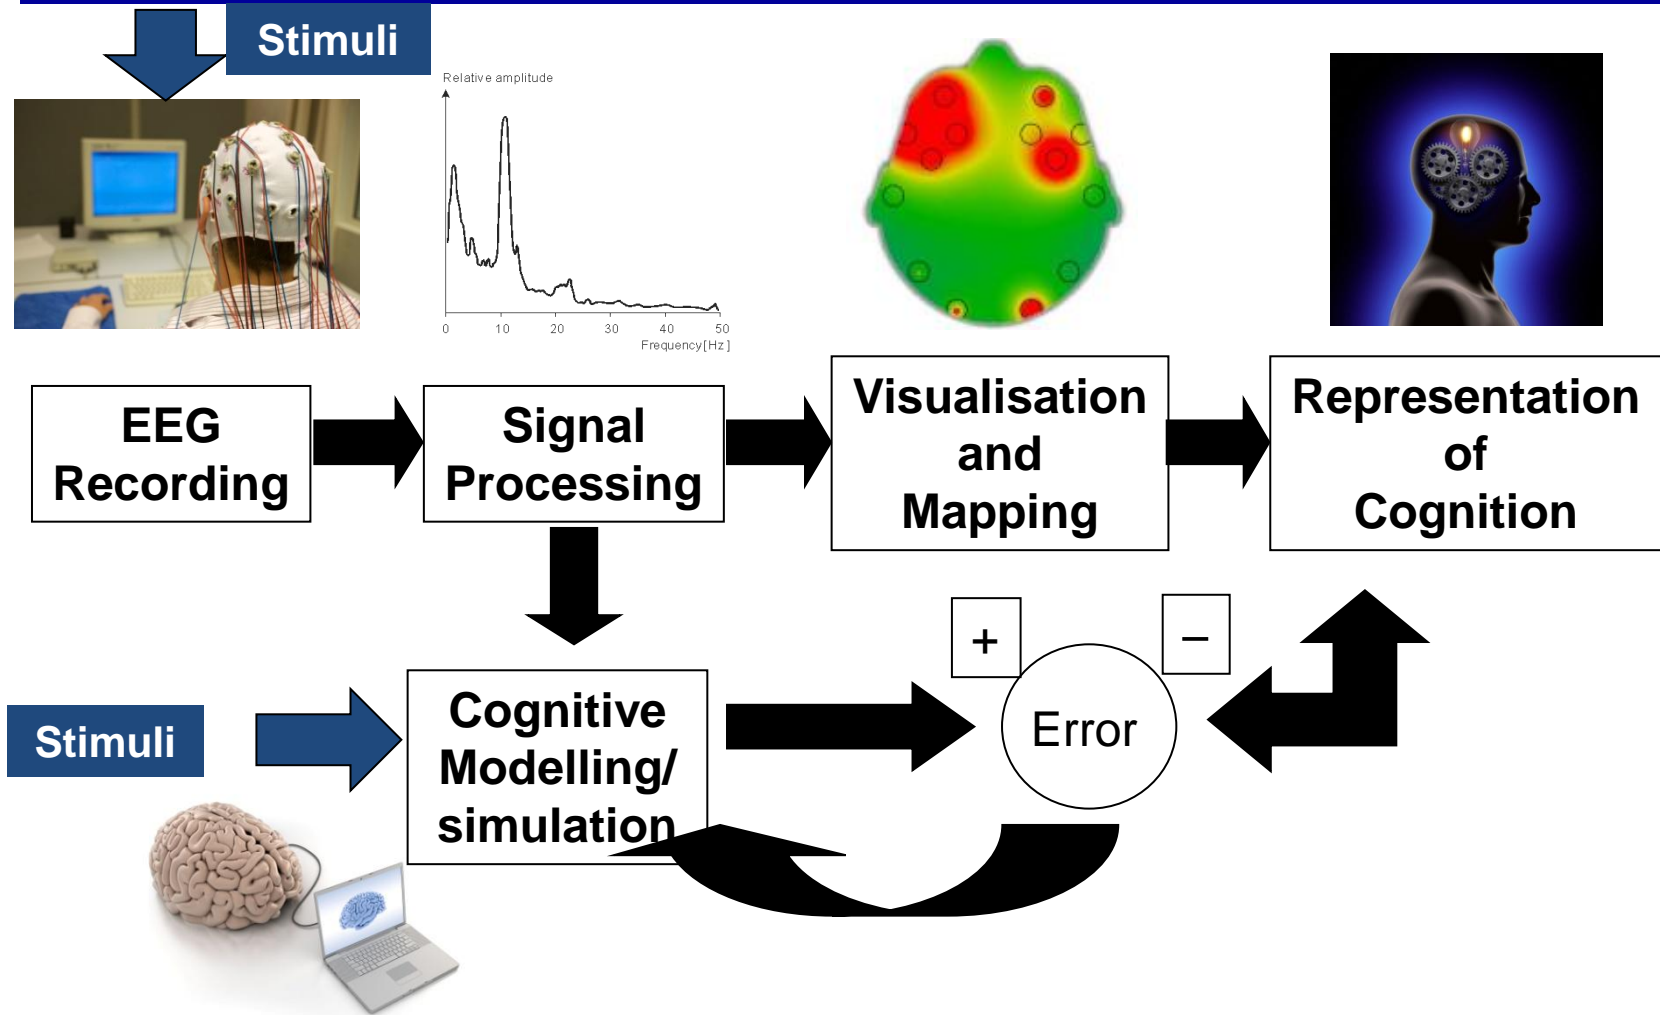 Stimuli
Relative amplitude
0 10 20 30 40 50
Frequency[Hz]
EEG
Recording
Signal
Processing
Visualisation
and
Mapping
Representation
of
Cognition
+
−
Stimuli
Cognitive
Modelling/
simulation
Error